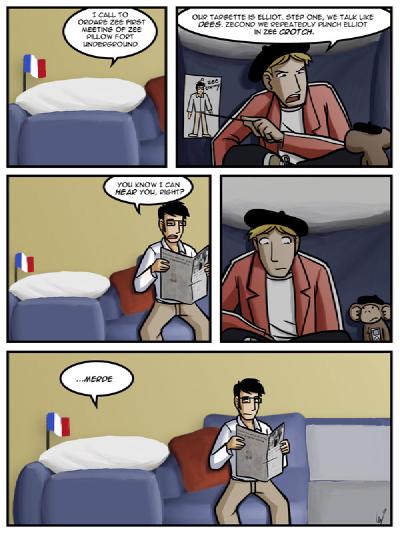 I CALL TO
ORDARE ZEE FIRST
MEETING OF ZEE
PILLOW FORT
UNDERGROUND
OUR TARGETTE IS ELLIOT. STEP ONE, WE TALK LIKE
DEES. ZECOND WE REPEATEDLY PUNCH ELLIOT
IN ZEE CROTCH.
ZEE
YOU KNOW I CAN
HEAR YOU, RIGHT?
...MERDE